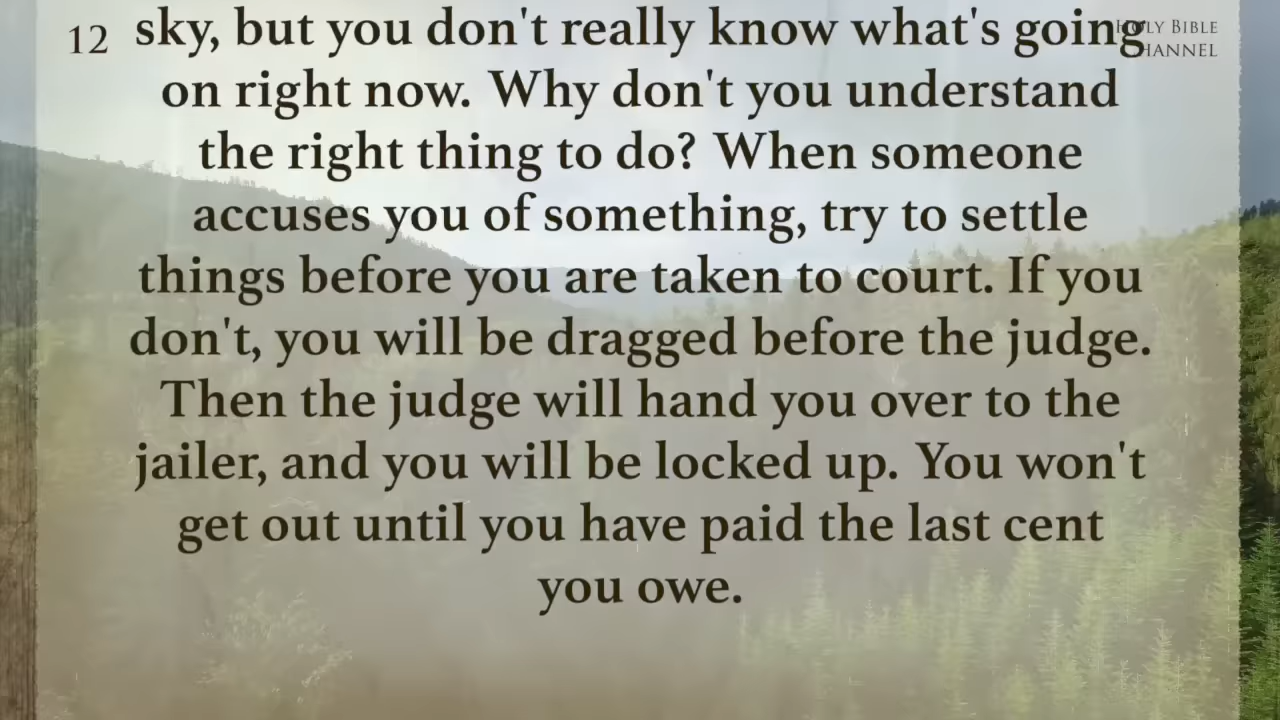 12 sky, but you don't really know what's going
HOLY BIBLE
CHANNEL
on right now. Why don't you understand
the right thing to do? When someone
accuses you of something, try to settle
things before you are taken to court. If you
don't, you will be dragged before the judge.
Then the judge will hand you over to the
jailer, and you will be locked up. You won't
get out until you have paid the last cent
you owe.